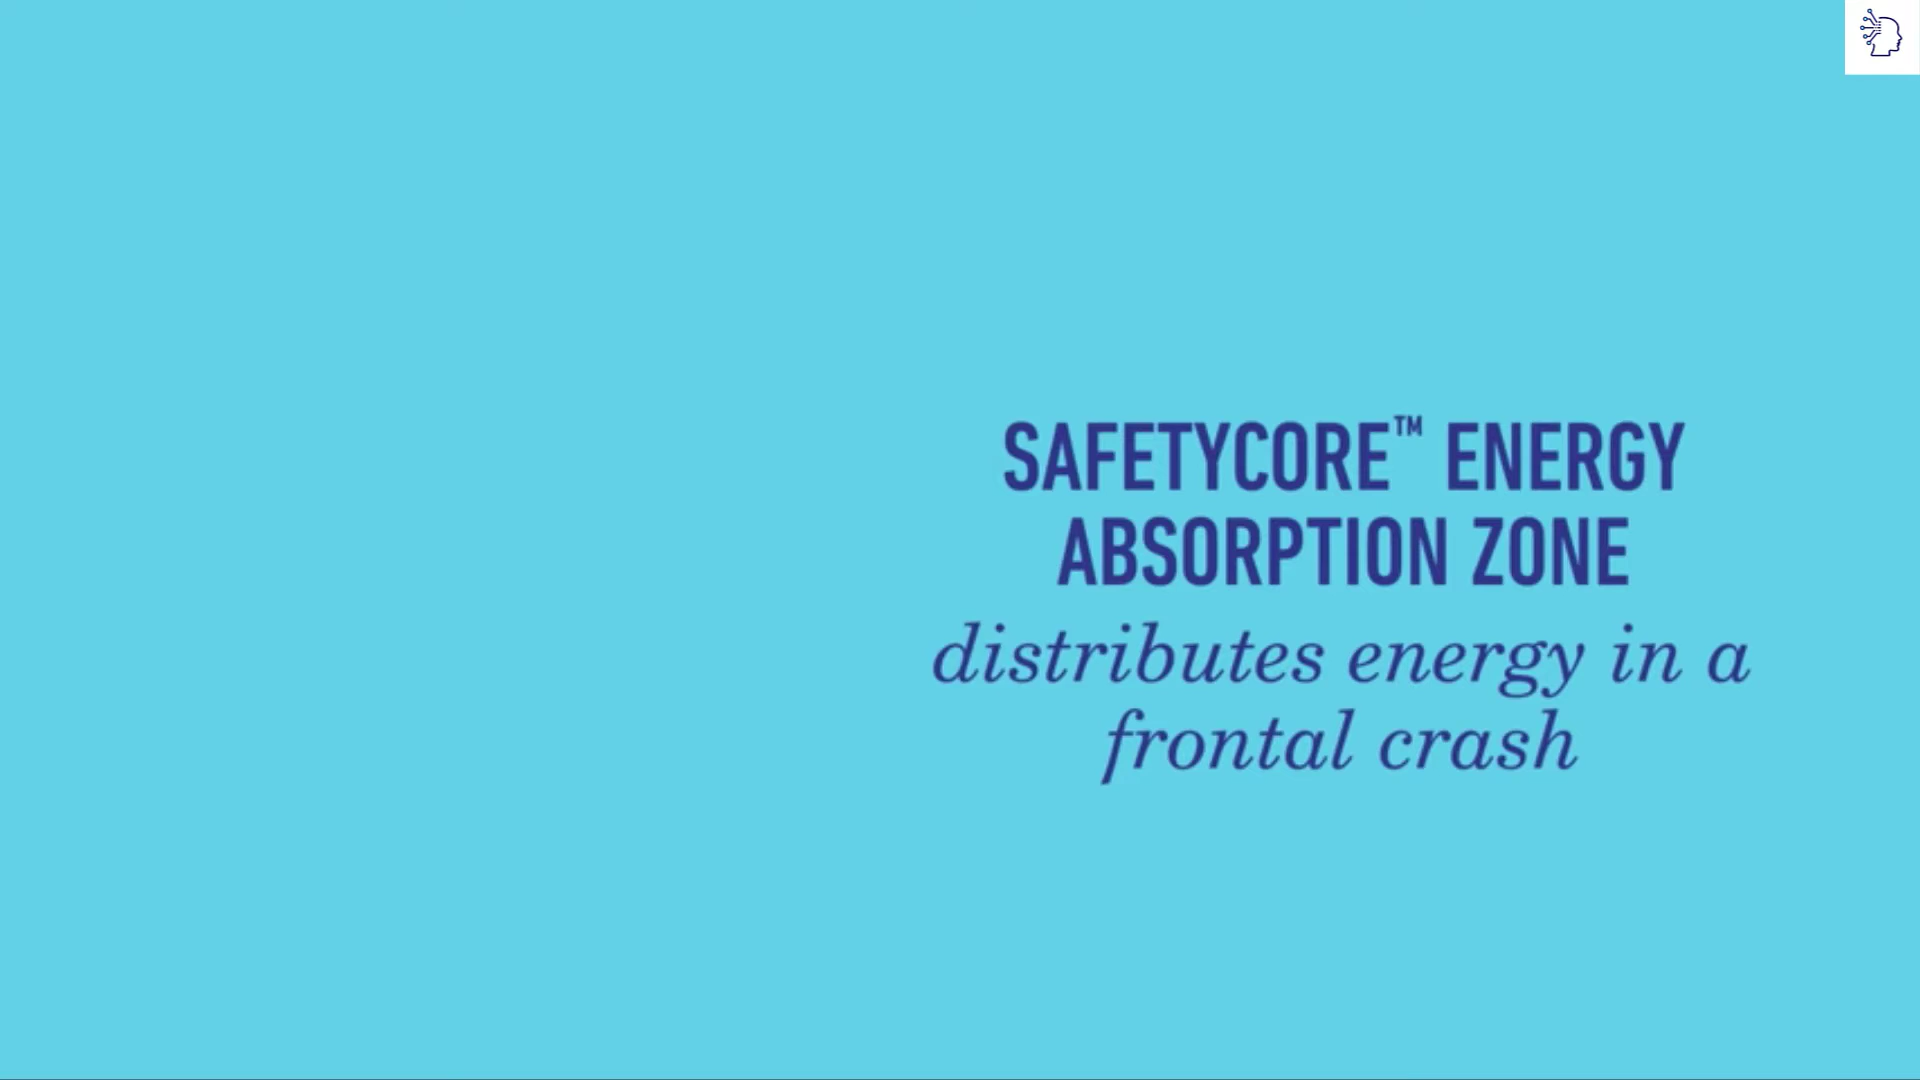 SAFETYCORE™ ENERGY
ABSORPTION ZONE
distributes energy in a
frontal crash